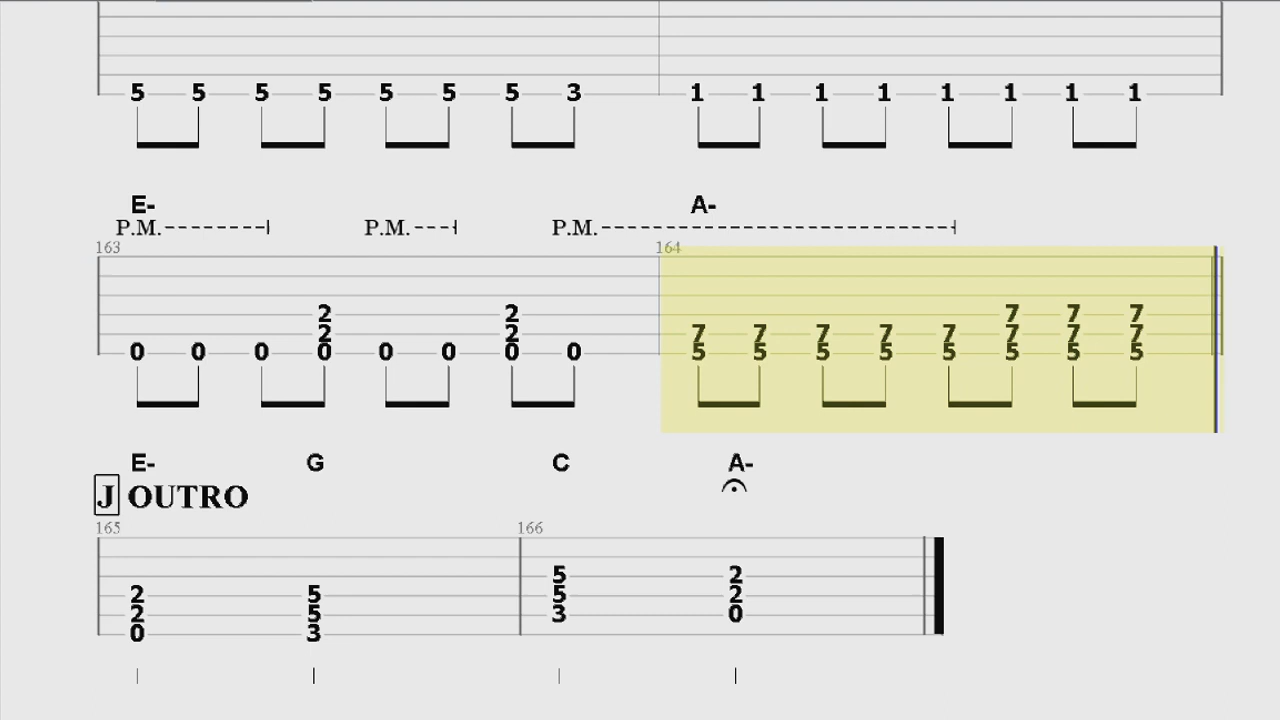 5 5 5 5 5 5 5 3 1 1 1 1 1 1 1 1
E- A-
P.M. P.M. P.M.
163 164
2 2 7 7 7
2 2 7 7 7 7 7 7 7 7
0 0 0 0 0 0 0 0 5 5 5 5 5 5 5 5
E- G C A-
J OUTRO
165 166
5 2
2 5 5 2
2 5 3 0
0 3